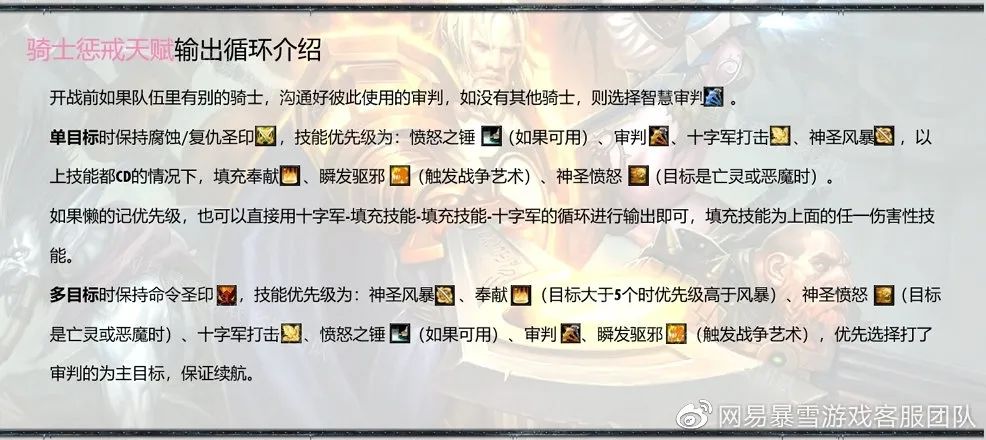 骑士惩戒天赋输出循环介绍
开战前如果队伍里有别的骑士，沟通好彼此使用的审判，如没有其他骑士，则选择智慧审判。
单目标时保持腐蚀/复仇圣印，技能优先级为：愤怒之锤（如果可用）、审判、十字军打击、神圣风暴，以
上技能都CD的情况下，填充奉献、瞬发驱邪（触发战争艺术）、神圣愤怒（目标是亡灵或恶魔时）。
如果懒的记优先级，也可以直接用十字军-填充技能-填充技能-十字军的循环进行输出即可，填充技能为上面的任一伤害性技
能。
多目标时保持命令圣印，技能优先级为：神圣风暴、奉献（目标大于5个时优先级高于风暴）、神圣愤怒（目标
是亡灵或恶魔时）、十字军打击、愤怒之锤（如果可用）、审判、瞬发驱邪（触发战争艺术），优先选择打了
审判的为主目标，保证续航。
网易暴雪游戏客服团队